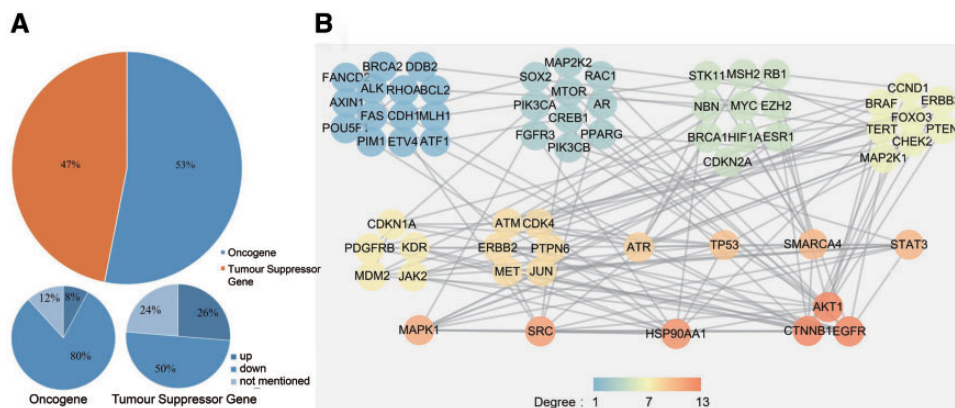 A
47%
53%
Oncogene
Tumour Suppressor
Gene
12%
8%
80%
24%
26%
50%
up
down
not mentioned
Oncogene
Tumour Suppressor Gene
B
FANCD2
BRCA2
DDB2
ALK
RHOA
BCL2
AXIN1
FAS
CDH1
MLH1
POU5F1
PIM1
ETV4
ATF1
MAP2K2
SOX2
RAC1
MTOR
PIK3CA
AR
CREB1
FGFR3
PPARG
PIK3CB
STK11
MSH2
RB1
NBN
MYC
EZH2
BRCA1
HIF1A
ESR1
CDKN2A
CCND1
BRAF
ERBB3
FOXO3
TERT
PTEN
CHEK2
MAP2K1
CDKN1A
PDGFRB
KDR
MDM2
JAK2
ATM
CDK4
ERBB2
PTPN6
MET
JUN
ATR
TP53
SMARCA4
STAT3
MAPK1
SRC
HSP90AA1
AKT1
CTNNB1
EGFR
Degree : 1 7 13